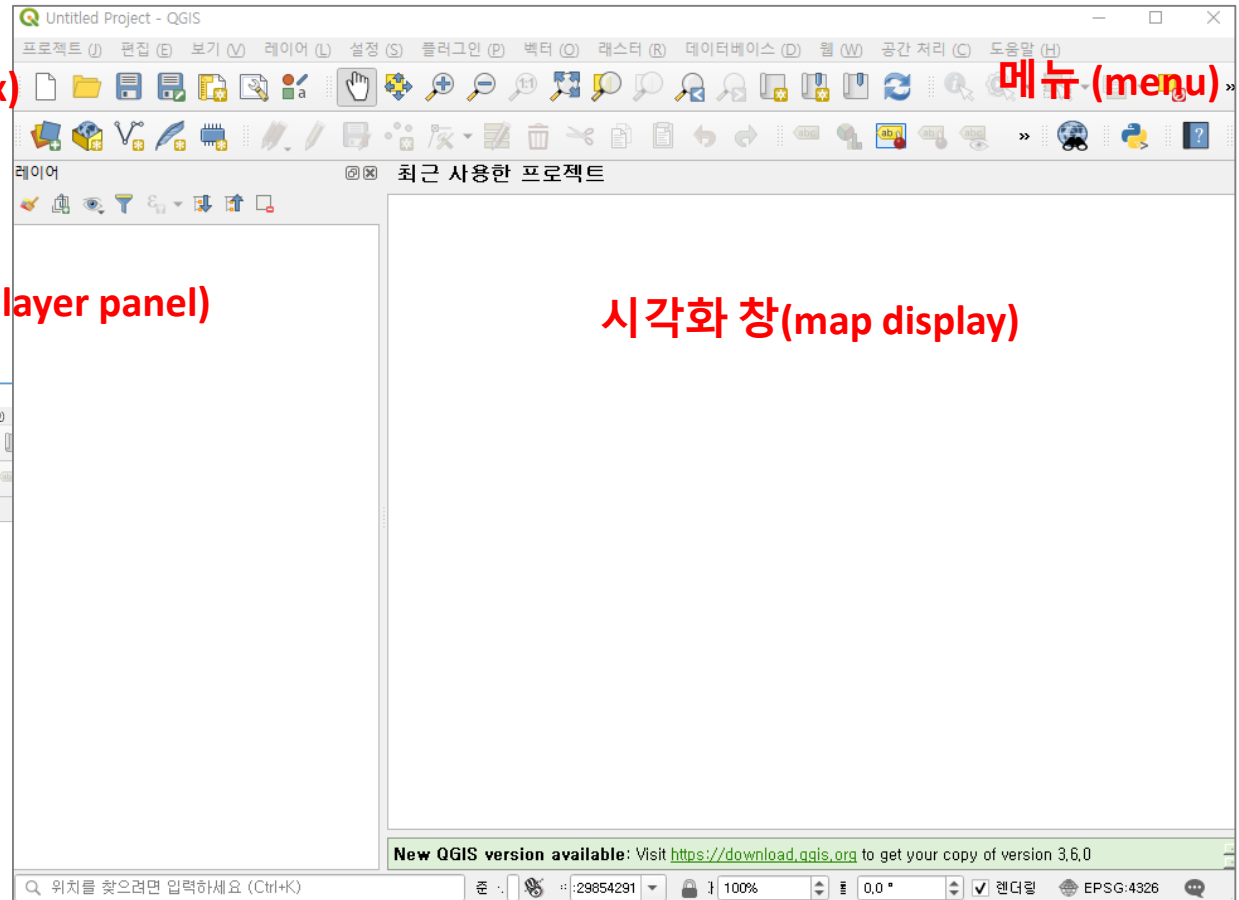 Untitled Project - QGIS
프로젝트 (J) 편집 (E) 보기 (V) 레이어 (L) 설정 (S) 플러그인 (P) 벡터 (O) 래스터 (R) 데이터베이스 (D) 웹 (W) 공간 처리 (C) 도움말 (H)
x)
메뉴 (menu)
레이어
최근 사용한 프로젝트
layer panel)
시각화 창(map display)
New QGIS version available: Visit https://download.qgis.org to get your copy of version 3.6.0
위치를 찾으려면 입력하세요 (Ctrl+K)
준 :29854291 100% 0.0 ° 렌더링 EPSG:4326